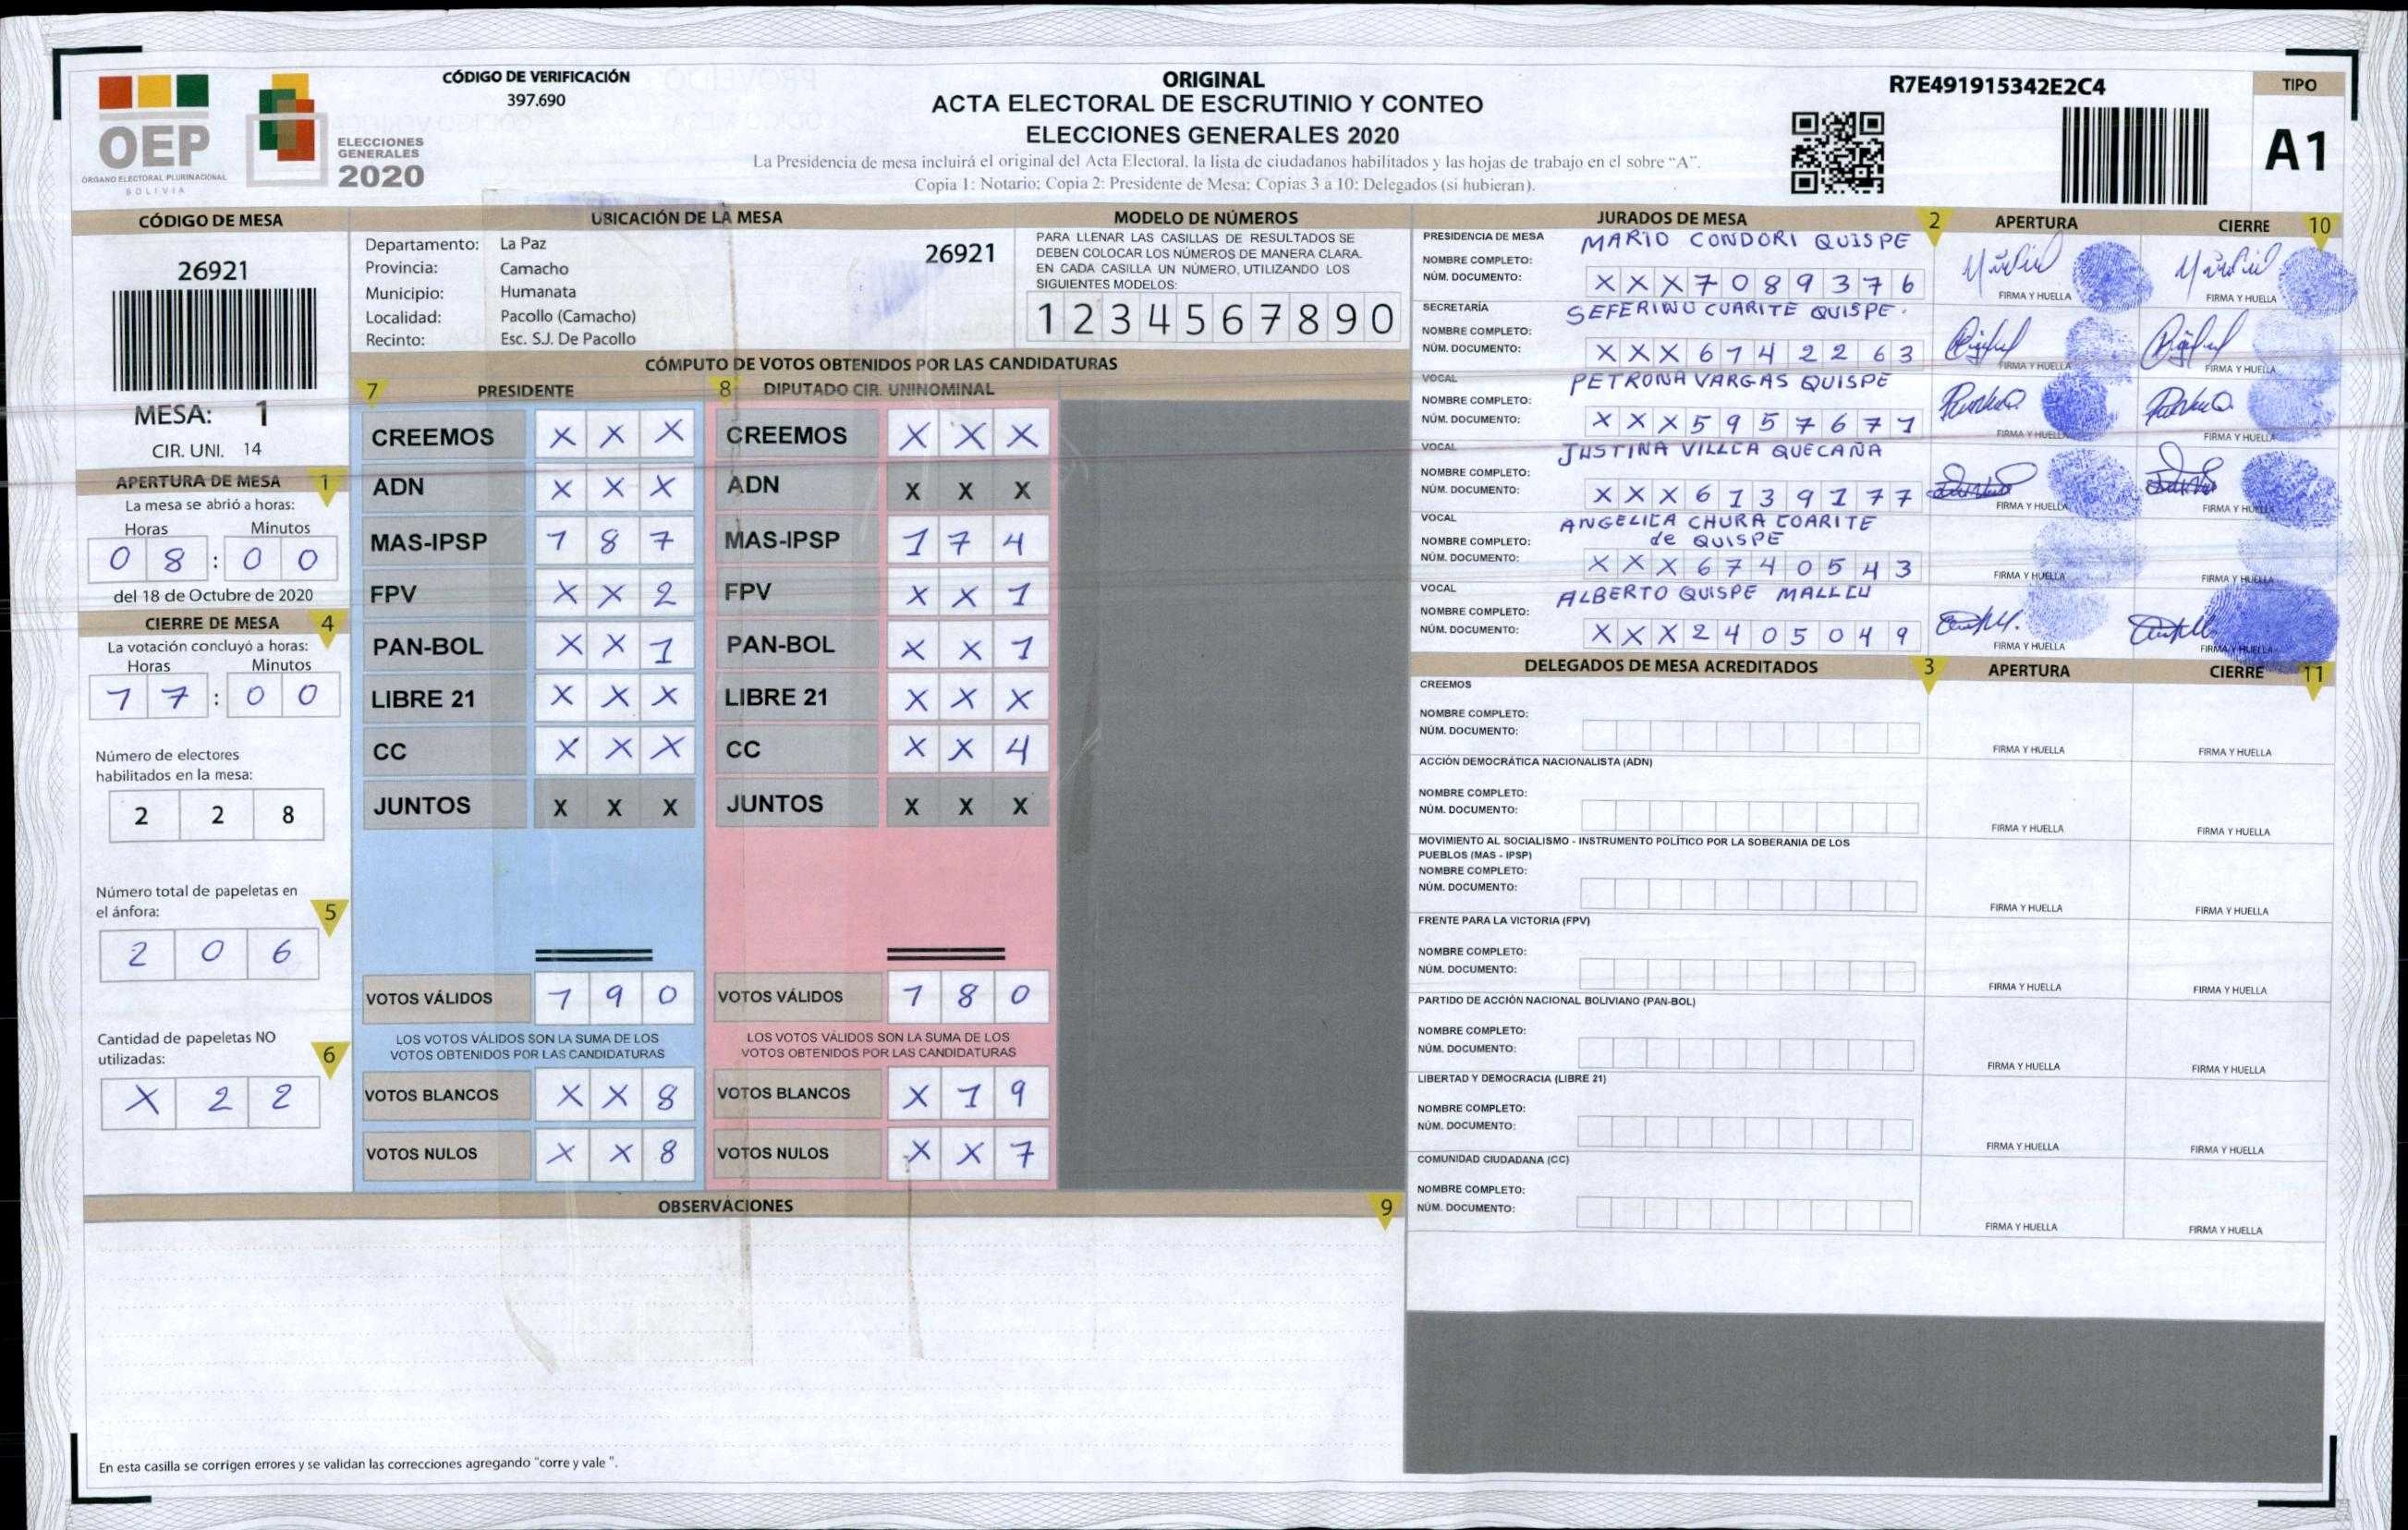 CÓDIGO DE VERIFICACIÓN
397.690
ORIGINAL
ACTA ELECTORAL DE ESCRUTINIO Y CONTEO
ELECCIONES GENERALES 2020
La Presidencia de mesa incluirá el original del Acta Electoral, la lista de ciudadanos habilitados y las hojas de trabajo en el sobre “A”.
Copia 1: Notario; Copia 2: Presidente de Mesa; Copias 3 a 10: Delegados (si hubieran).
R7E491915342E2C4
TIPO
A1
OEP
ÓRGANO ELECTORAL PLURINACIONAL
BOLIVIA
ELECCIONES
GENERALES
2020
CÓDIGO DE MESA
26921
MESA: 1
CIR. UNI. 14
APERTURA DE MESA 1
La mesa se abrió a horas:
Horas Minutos
0 8 : 0 0
del 18 de Octubre de 2020
CIERRE DE MESA 4
La votación concluyó a horas:
Horas Minutos
1 7 : 0 0
Número de electores
habilitados en la mesa:
2 2 8
Número total de papeletas en
el ánfora: 5
2 0 6
Cantidad de papeletas NO
utilizadas: 6
X 2 2
UBICACIÓN DE LA MESA
Departamento: La Paz 26921
Provincia: Camacho
Municipio: Humanata
Localidad: Pacollo (Camacho)
Recinto: Esc. S.J. De Pacollo
MODELO DE NÚMEROS
PARA LLENAR LAS CASILLAS DE RESULTADOS SE
DEBEN COLOCAR LOS NÚMEROS DE MANERA CLARA.
EN CADA CASILLA UN NÚMERO, UTILIZANDO LOS
SIGUIENTES MODELOS:
1 2 3 4 5 6 7 8 9 0
CÓMPUTO DE VOTOS OBTENIDOS POR LAS CANDIDATURAS
7 PRESIDENTE 8 DIPUTADO CIR. UNINOMINAL
CREEMOS X X X CREEMOS X X X
ADN X X X ADN X X X
MAS-IPSP 1 8 7 MAS-IPSP 1 7 4
FPV X X 2 FPV X X 1
PAN-BOL X X 1 PAN-BOL X X 1
LIBRE 21 X X X LIBRE 21 X X X
CC X X X CC X X 4
JUNTOS X X X JUNTOS X X X
VOTOS VÁLIDOS 1 9 0 VOTOS VÁLIDOS 1 8 0
LOS VOTOS VÁLIDOS SON LA SUMA DE LOS LOS VOTOS VÁLIDOS SON LA SUMA DE LOS
VOTOS OBTENIDOS POR LAS CANDIDATURAS VOTOS OBTENIDOS POR LAS CANDIDATURAS
VOTOS BLANCOS X X 8 VOTOS BLANCOS X 1 9
VOTOS NULOS X X 8 VOTOS NULOS X X 7
OBSERVACIONES 9
En esta casilla se corrigen errores y se validan las correcciones agregando "corre y vale ".
JURADOS DE MESA 2 APERTURA CIERRE 10
PRESIDENCIA DE MESA MARIO CONDORI QUISPE
NOMBRE COMPLETO:
NÚM. DOCUMENTO: X X X 7 0 8 9 3 7 6 FIRMA Y HUELLA FIRMA Y HUELLA
SECRETARÍA SEFERINO CUARITE QUISPE.
NOMBRE COMPLETO:
NÚM. DOCUMENTO: X X X 6 1 4 2 2 6 3 FIRMA Y HUELLA FIRMA Y HUELLA
VOCAL PETRONA VARGAS QUISPE
NOMBRE COMPLETO:
NÚM. DOCUMENTO: X X X 5 9 5 7 6 7 1 FIRMA Y HUELLA FIRMA Y HUELLA
VOCAL JUSTINA VILLCA QUECAÑA
NOMBRE COMPLETO:
NÚM. DOCUMENTO: X X X 6 1 3 9 1 7 7 FIRMA Y HUELLA FIRMA Y HUELLA
VOCAL ANGELICA CHURA COARITE
NOMBRE COMPLETO: de QUISPE
NÚM. DOCUMENTO: X X X 6 7 4 0 5 4 3 FIRMA Y HUELLA FIRMA Y HUELLA
VOCAL ALBERTO QUISPE MALLCU
NOMBRE COMPLETO:
NÚM. DOCUMENTO: X X X 2 4 0 5 0 4 9 FIRMA Y HUELLA FIRMA Y HUELLA
DELEGADOS DE MESA ACREDITADOS 3 APERTURA CIERRE 11
CREEMOS
NOMBRE COMPLETO:
NÚM. DOCUMENTO: FIRMA Y HUELLA FIRMA Y HUELLA
ACCIÓN DEMOCRÁTICA NACIONALISTA (ADN)
NOMBRE COMPLETO:
NÚM. DOCUMENTO: FIRMA Y HUELLA FIRMA Y HUELLA
MOVIMIENTO AL SOCIALISMO - INSTRUMENTO POLÍTICO POR LA SOBERANIA DE LOS
PUEBLOS (MAS - IPSP)
NOMBRE COMPLETO:
NÚM. DOCUMENTO: FIRMA Y HUELLA FIRMA Y HUELLA
FRENTE PARA LA VICTORIA (FPV)
NOMBRE COMPLETO:
NÚM. DOCUMENTO: FIRMA Y HUELLA FIRMA Y HUELLA
PARTIDO DE ACCIÓN NACIONAL BOLIVIANO (PAN-BOL)
NOMBRE COMPLETO:
NÚM. DOCUMENTO: FIRMA Y HUELLA FIRMA Y HUELLA
LIBERTAD Y DEMOCRACIA (LIBRE 21)
NOMBRE COMPLETO:
NÚM. DOCUMENTO: FIRMA Y HUELLA FIRMA Y HUELLA
COMUNIDAD CIUDADANA (CC)
NOMBRE COMPLETO:
NÚM. DOCUMENTO: FIRMA Y HUELLA FIRMA Y HUELLA